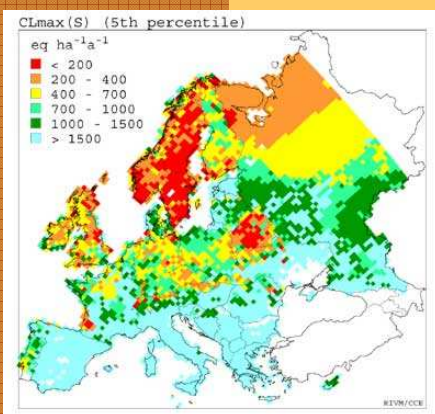 CLmax(S) (5th percentile)
eq ha⁻¹a⁻¹
< 200
200 - 400
400 - 700
700 - 1000
1000 - 1500
> 1500
RIVM/CCE